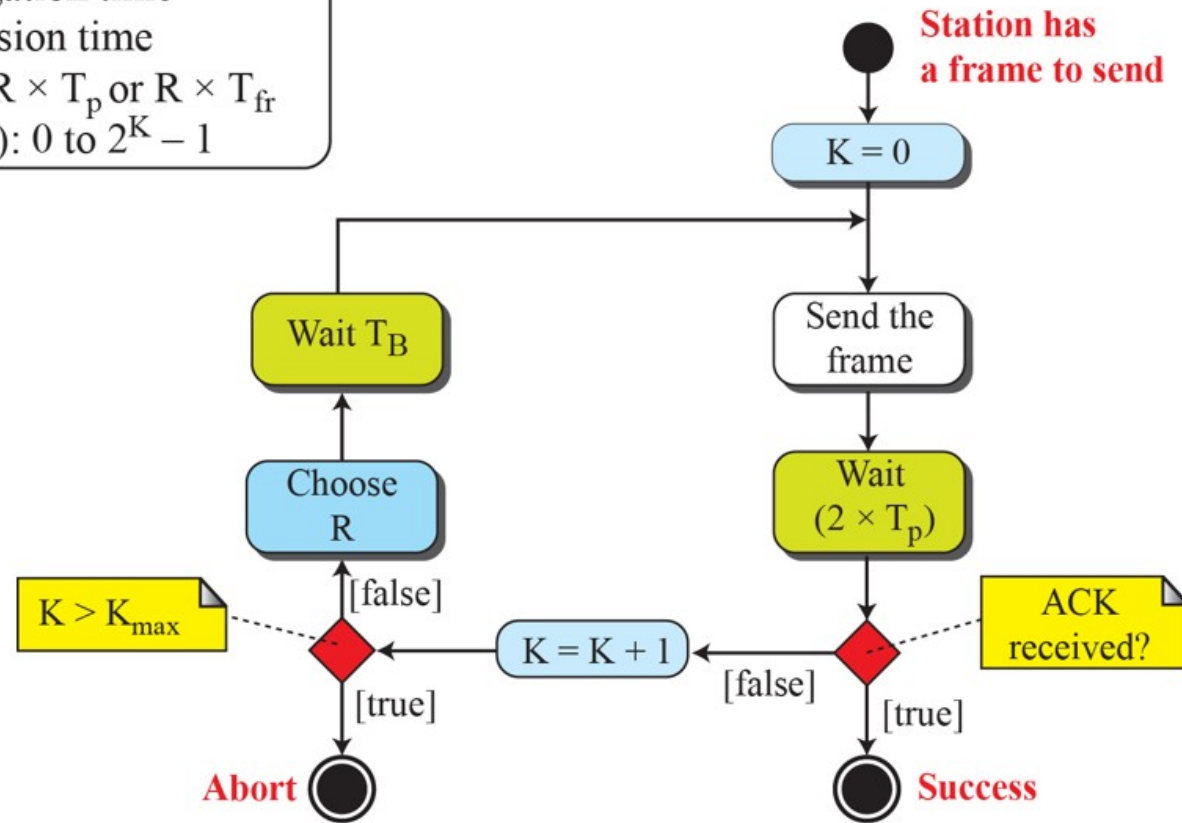 sion time
R × Tp or R × Tfr
): 0 to 2^K – 1
Station has
a frame to send
K = 0
Wait TB
Send the
frame
Choose
R
Wait
(2 × Tp)
[false]
K > Kmax
ACK
received?
K = K + 1
[false]
[true]
[true]
Abort
Success